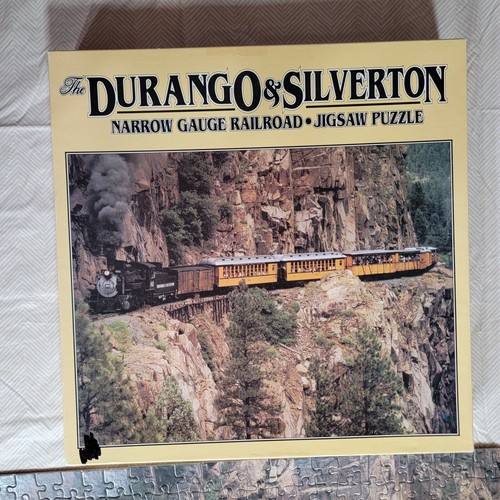 The DURANGO & SILVERTON
NARROW GAUGE RAILROAD • JIGSAW PUZZLE